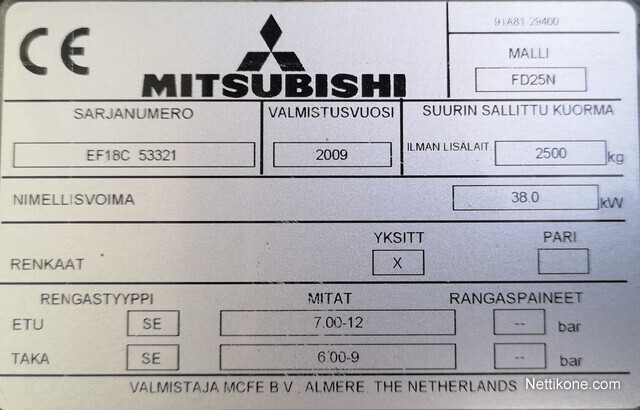 CE
91A81-29400
MALLI
FD25N
MITSUBISHI
SARJANUMERO
EF18C 53321
VALMISTUSVUOSI
2009
SUURIN SALLITTU KUORMA
ILMAN LISÄLAIT. 2500 kg
NIMELLISVOIMA 38.0 kW
YKSITT PARI
RENKAAT X
RENGASTYYPPI MITAT RANGASPAINEET
ETU SE 7.00-12 -- bar
TAKA SE 6.00-9 -- bar
VALMISTAJA MCFE B.V., ALMERE, THE NETHERLANDS
Nettikone.com